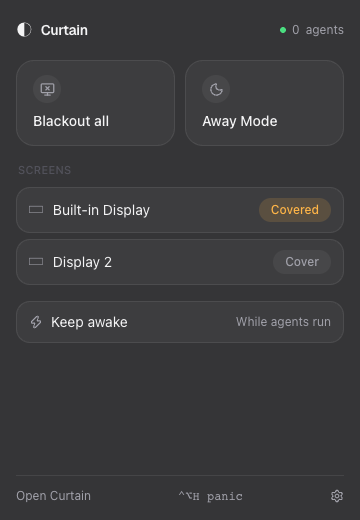 Curtain
0 agents
Blackout all
Away Mode
SCREENS
Built-in Display
Covered
Display 2
Cover
Keep awake
While agents run
Open Curtain
^⌥H panic